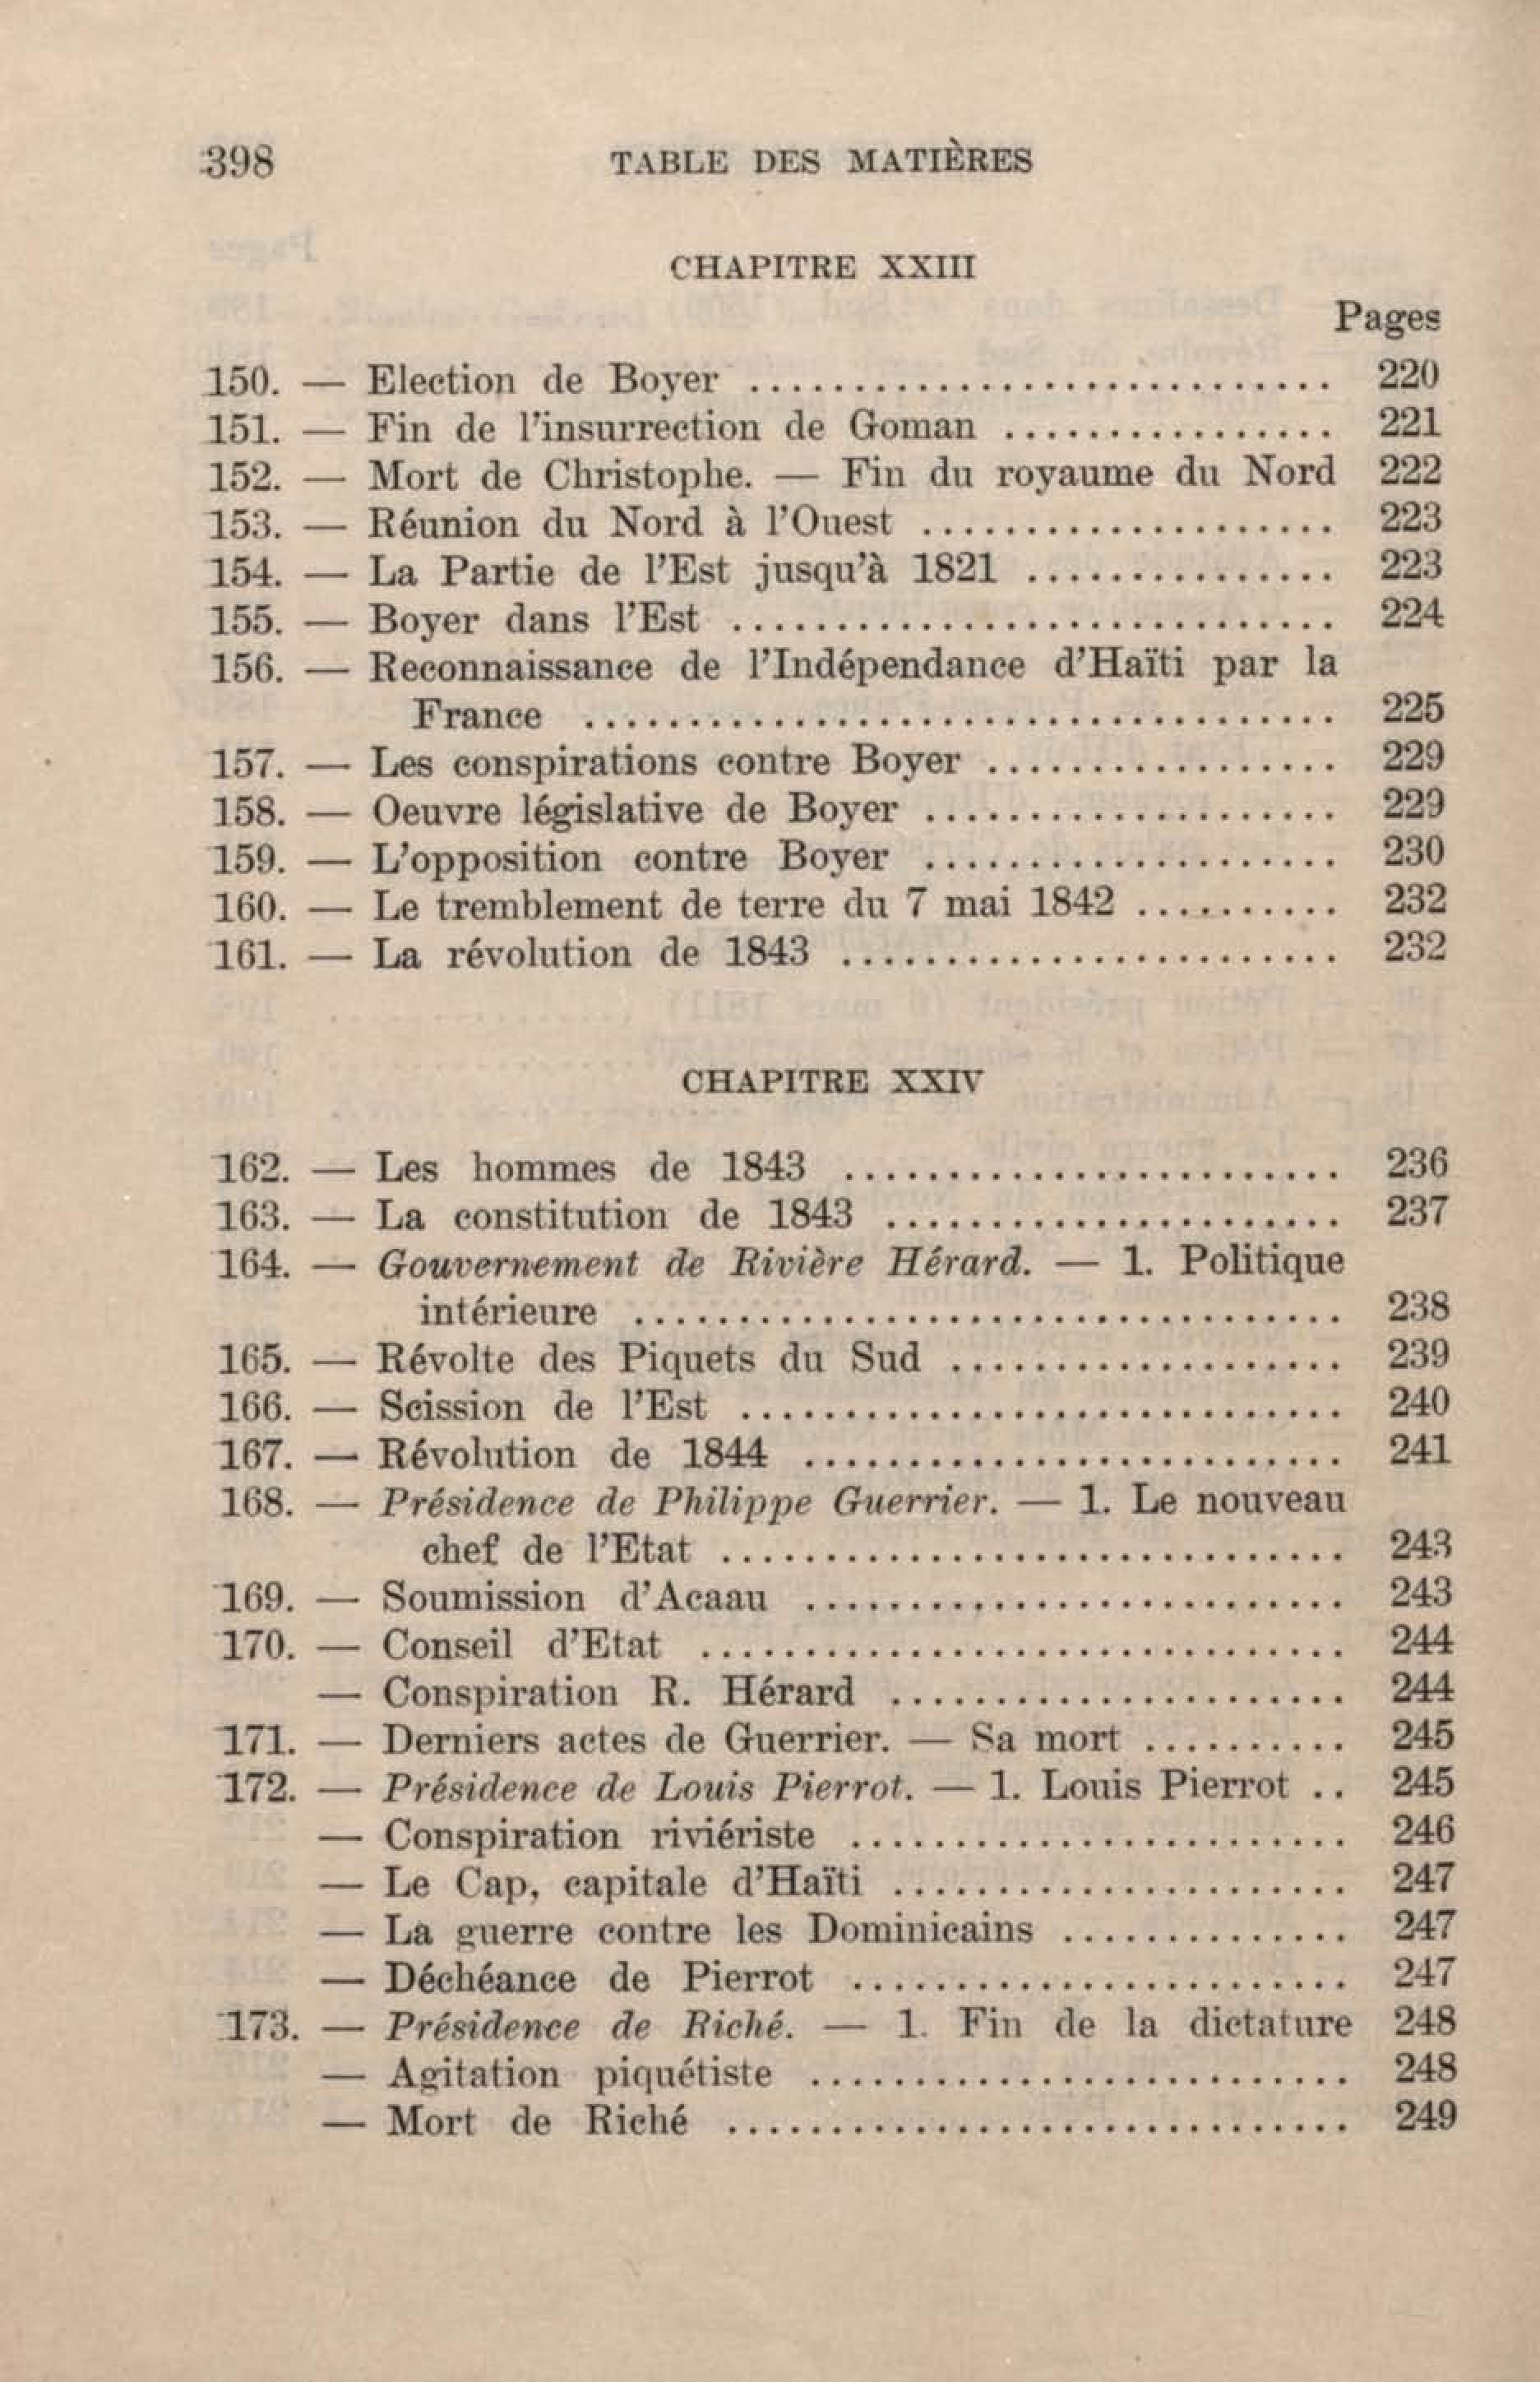 398 TABLE DES MATIÈRES
CHAPITRE XXIII
Pages
150. — Election de Boyer ............................ 220
151. — Fin de l'insurrection de Goman ................ 221
152. — Mort de Christophe. — Fin du royaume du Nord 222
153. — Réunion du Nord à l'Ouest .................... 223
154. — La Partie de l'Est jusqu'à 1821 ............... 223
155. — Boyer dans l'Est ............................. 224
156. — Reconnaissance de l'Indépendance d'Haïti par la
France .................................... 225
157. — Les conspirations contre Boyer ................. 229
158. — Oeuvre législative de Boyer .................... 229
159. — L'opposition contre Boyer .................... 230
160. — Le tremblement de terre du 7 mai 1842 .......... 232
161. — La révolution de 1843 ........................ 232
CHAPITRE XXIV
162. — Les hommes de 1843 ........................ 236
163. — La constitution de 1843 ...................... 237
164. — Gouvernement de Rivière Hérard. — 1. Politique
intérieure .................................. 238
165. — Révolte des Piquets du Sud ................... 239
166. — Scission de l'Est ............................. 240
167. — Révolution de 1844 .......................... 241
168. — Présidence de Philippe Guerrier. — 1. Le nouveau
chef de l'Etat .............................. 243
169. — Soumission d'Acaau .......................... 243
170. — Conseil d'Etat ............................... 244
— Conspiration R. Hérard ...................... 244
171. — Derniers actes de Guerrier. — Sa mort .......... 245
172. — Présidence de Louis Pierrot. — 1. Louis Pierrot .. 245
— Conspiration riviériste ........................ 246
— Le Cap, capitale d'Haïti ...................... 247
— La guerre contre les Dominicains .............. 247
— Déchéance de Pierrot ........................ 247
173. — Présidence de Riché. — 1. Fin de la dictature 248
— Agitation piquétiste .......................... 248
— Mort de Riché .............................. 249